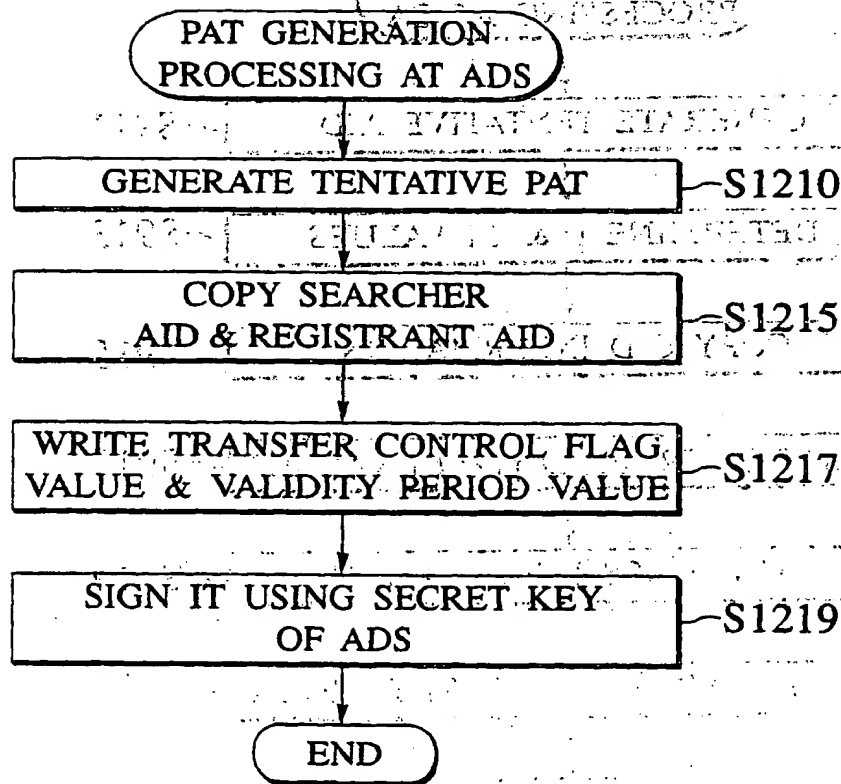 PAT GENERATION
PROCESSING AT ADS
GENERATE TENTATIVE PAT
S1210
COPY SEARCHER
AID & REGISTRANT AID
S1215
WRITE TRANSFER CONTROL FLAG
VALUE & VALIDITY PERIOD VALUE
S1217
SIGN IT USING SECRET KEY
OF ADS
S1219
END